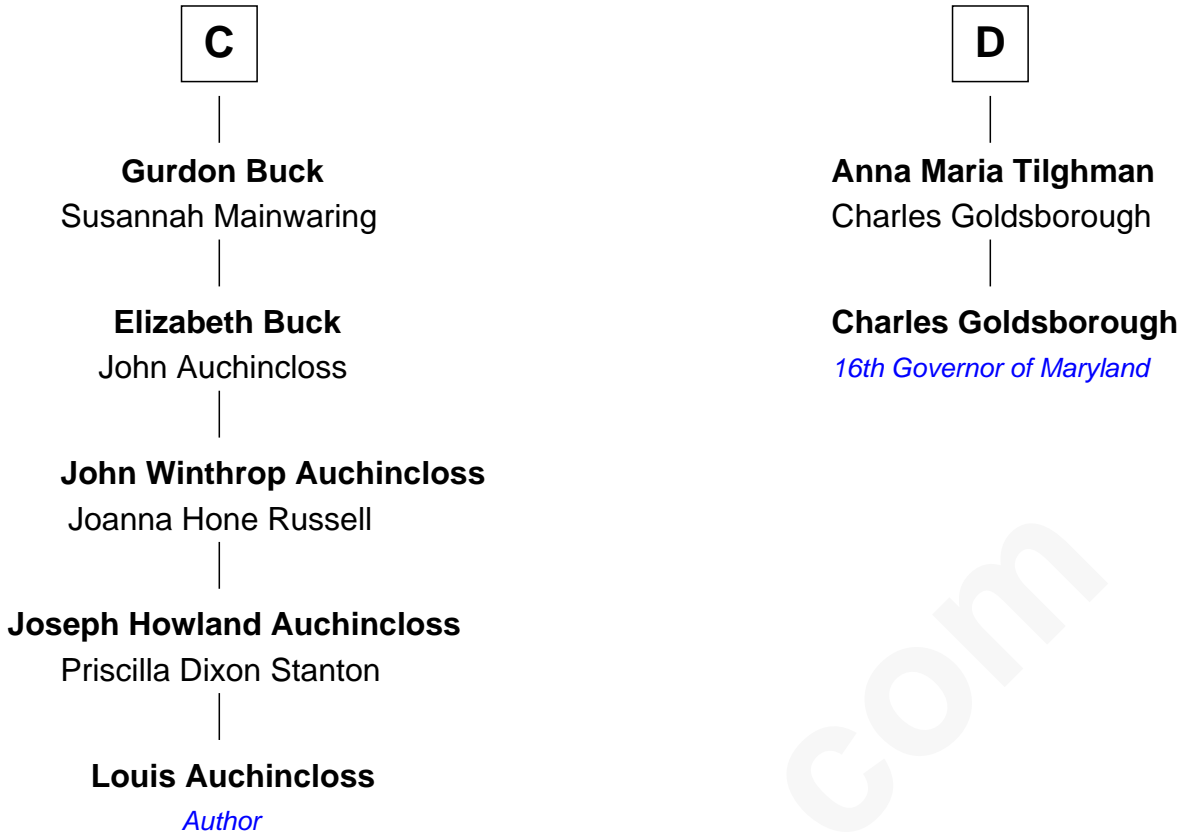 C
Gurdon Buck
Susannah Mainwaring
Elizabeth Buck
John Auchincloss
John Winthrop Auchincloss
Joanna Hone Russell
Joseph Howland Auchincloss
Priscilla Dixon Stanton
Louis Auchincloss
Author
D
Anna Maria Tilghman
Charles Goldsborough
Charles Goldsborough
16th Governor of Maryland
com